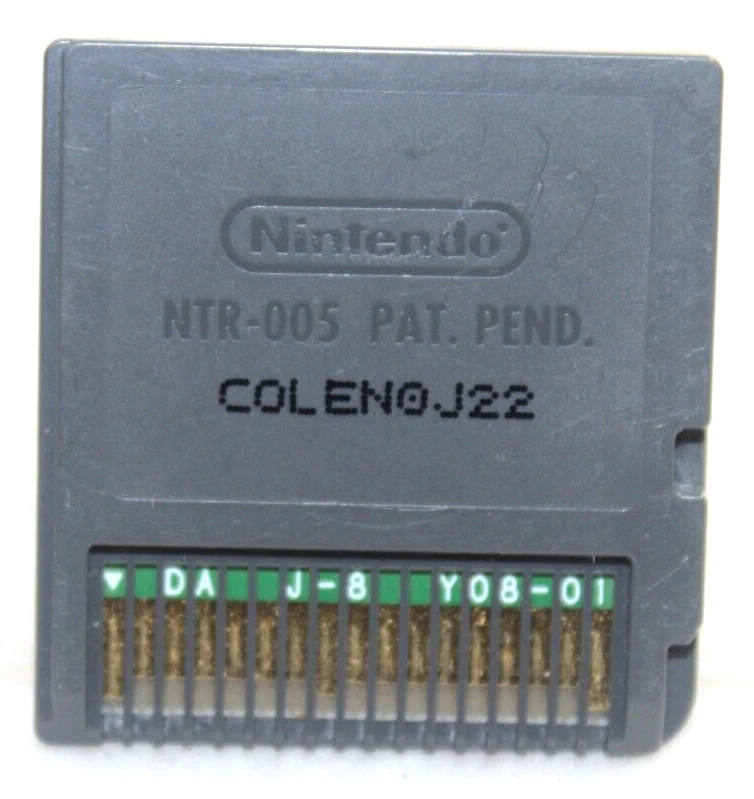 Nintendo®
NTR-005 PAT. PEND.
COLEN0J22
▼ DA J-8 Y08-01